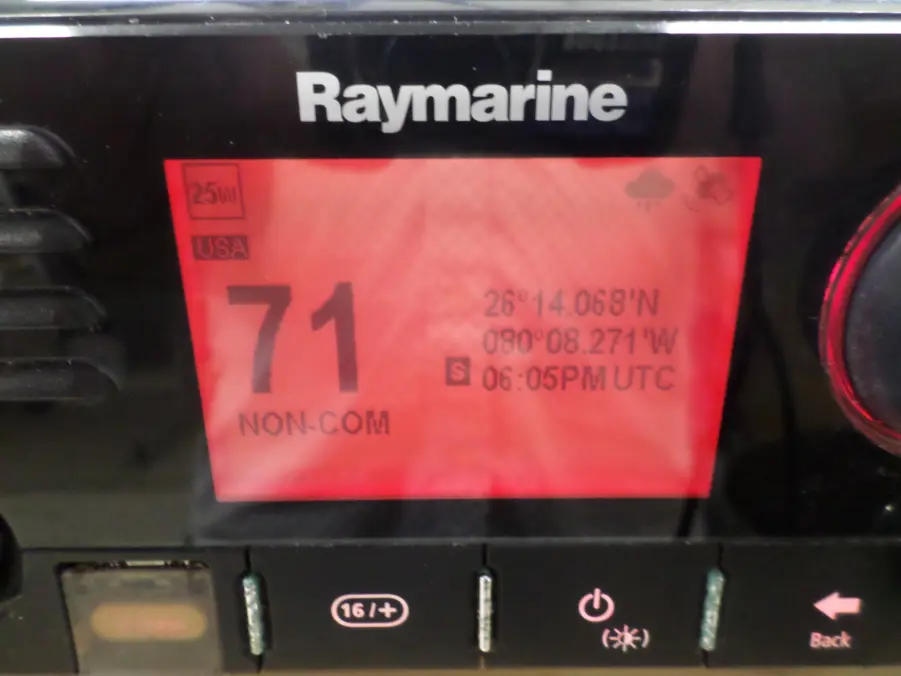 Raymarine
25W
USA
71
NON-COM
26°14.068'N
080°08.271'W
S 06:05PM UTC
16/+
Back